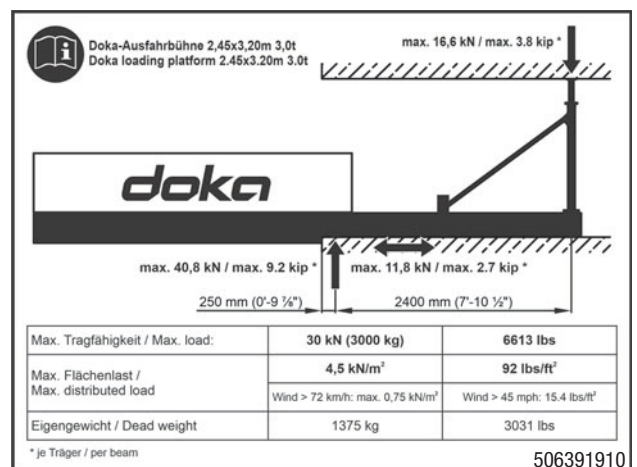 Doka-Ausfahrbühne 2,45x3,20m 3,0t
Doka loading platform 2.45x3.20m 3.0t
max. 16,6 kN / max. 3.8 kip *
doka
max. 40,8 kN / max. 9.2 kip *
max. 11,8 kN / max. 2.7 kip *
250 mm (0'-9 ⅞")
2400 mm (7'-10 ½")
Max. Tragfähigkeit / Max. load:
30 kN (3000 kg)
6613 lbs
Max. Flächenlast /
Max. distributed load
4,5 kN/m²
92 lbs/ft²
Wind > 72 km/h: max. 0,75 kN/m²
Wind > 45 mph: 15.4 lbs/ft²
Eigengewicht / Dead weight
1375 kg
3031 lbs
* je Träger / per beam
506391910